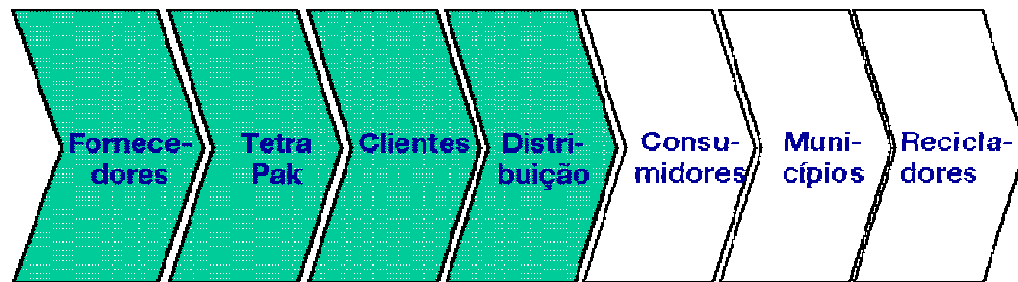 Fornece-
dores
Tetra
Pak
Clientes
Distri-
buição
Consu-
midores
Muni-
cípios
Recicla-
dores